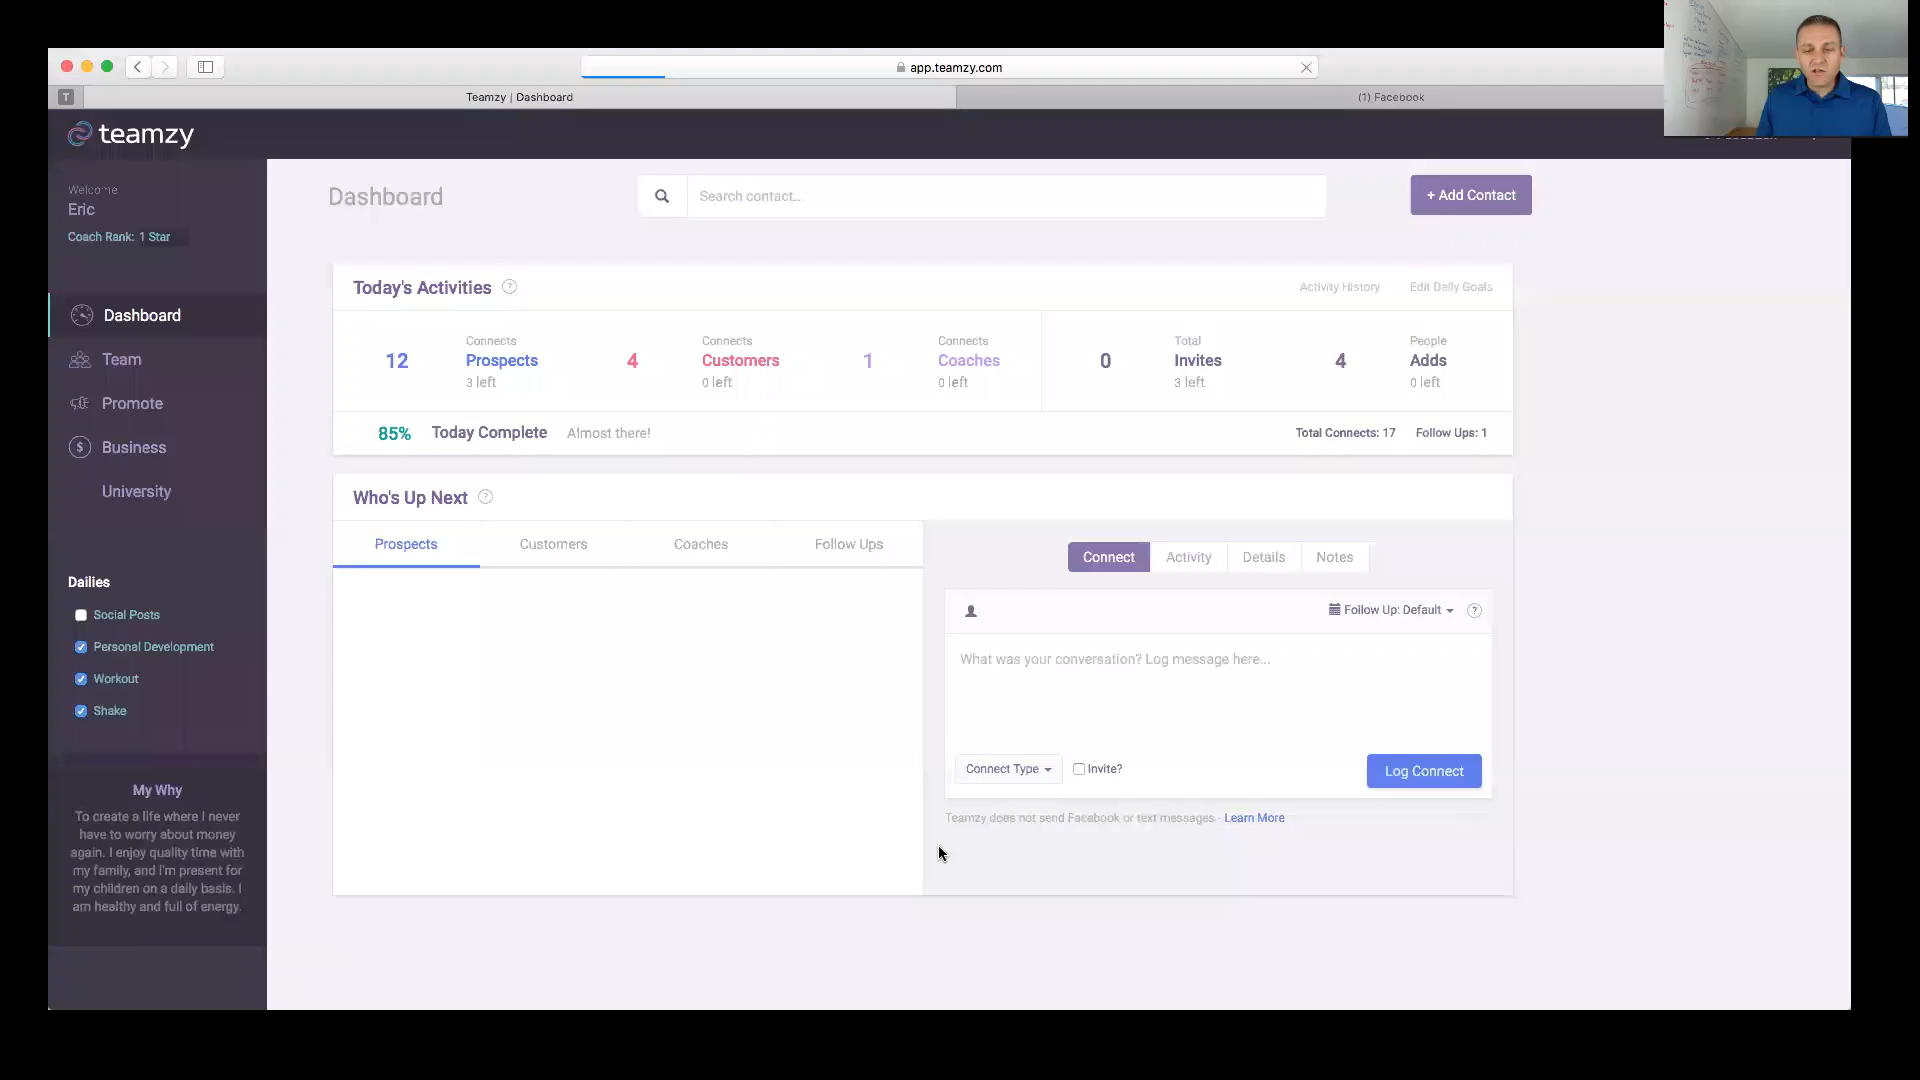 app.teamzy.com
T
Teamzy | Dashboard
(1) Facebook
teamzy
Welcome
Eric
Coach Rank: 1 Star
Dashboard
Team
Promote
Business
University
Dailies
Social Posts
Personal Development
Workout
Shake
My Why
To create a life where I never
have to worry about money
again. I enjoy quality time with
my family, and I'm present for
my children on a daily basis. I
am healthy and full of energy.
Dashboard
Search contact...
+ Add Contact
Today's Activities ?
Activity History
Edit Daily Goals
12
Connects
Prospects
3 left
4
Connects
Customers
0 left
1
Connects
Coaches
0 left
0
Total
Invites
3 left
4
People
Adds
0 left
85% Today Complete Almost there!
Total Connects: 17 Follow Ups: 1
Who's Up Next ?
Prospects Customers Coaches Follow Ups
Connect Activity Details Notes
Follow Up: Default ?
What was your conversation? Log message here...
Connect Type Invite?
Log Connect
Teamzy does not send Facebook or text messages - Learn More